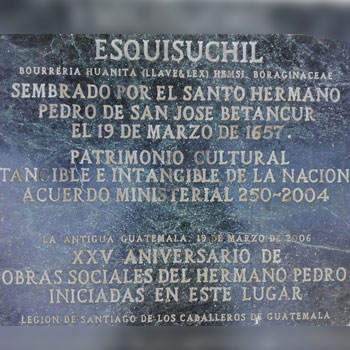 ESQUISUCHIL
BOURRERIA HUANITA (LLAVE&LEX) HEMSL. BORAGINACEAE
SEMBRADO POR EL SANTO HERMANO
PEDRO DE SAN JOSE BETANCUR
EL 19 DE MARZO DE 1657.
PATRIMONIO CULTURAL
TANGIBLE E INTANGIBLE DE LA NACION
ACUERDO MINISTERIAL 250-2004
LA ANTIGUA GUATEMALA, 19 DE MARZO DE 2006
XXV ANIVERSARIO DE
OBRAS SOCIALES DEL HERMANO PEDRO
INICIADAS EN ESTE LUGAR
LEGION DE SANTIAGO DE LOS CABALLEROS DE GUATEMALA